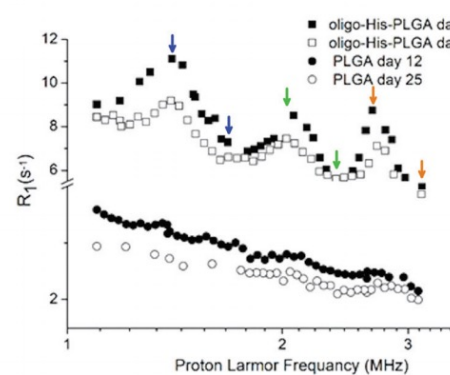 oligo-His-PLGA da
oligo-His-PLGA da
PLGA day 12
PLGA day 25
12
10
8
6
2
R1(s-1)
1
2
3
Proton Larmor Frequancy (MHz)